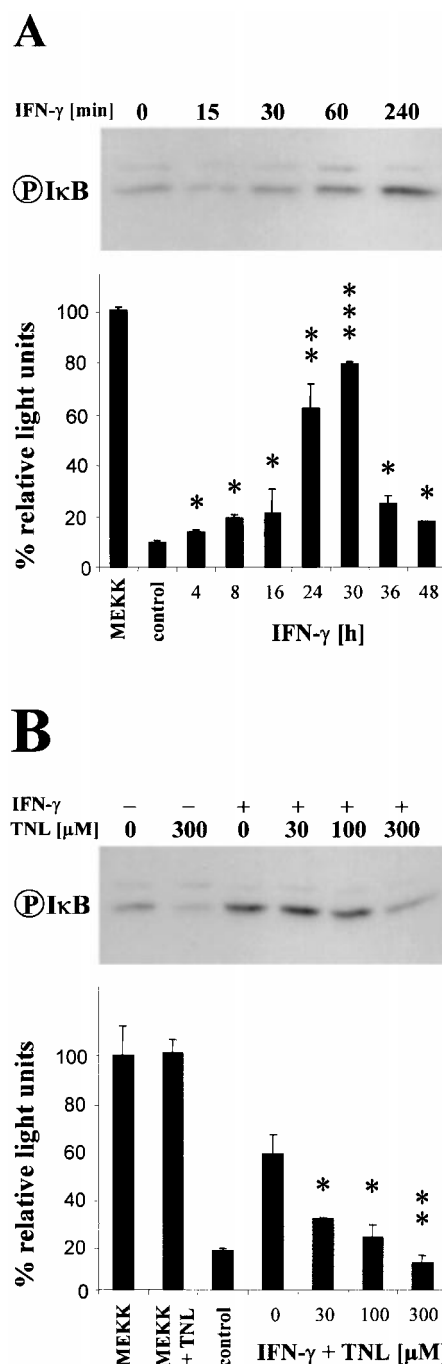 A
IFN-γ [min] 0 15 30 60 240
ⓅIκB
% relative light units
100
80
60
40
20
0
* * * ** *** * *
MEKK control 4 8 16 24 30 36 48
IFN-γ [h]
B
IFN-γ − − + + + +
TNL [µM] 0 300 0 30 100 300
ⓅIκB
% relative light units
100
80
60
40
20
0
* * **
MEKK MEKK + TNL control 0 30 100 300
IFN-γ + TNL [µM]